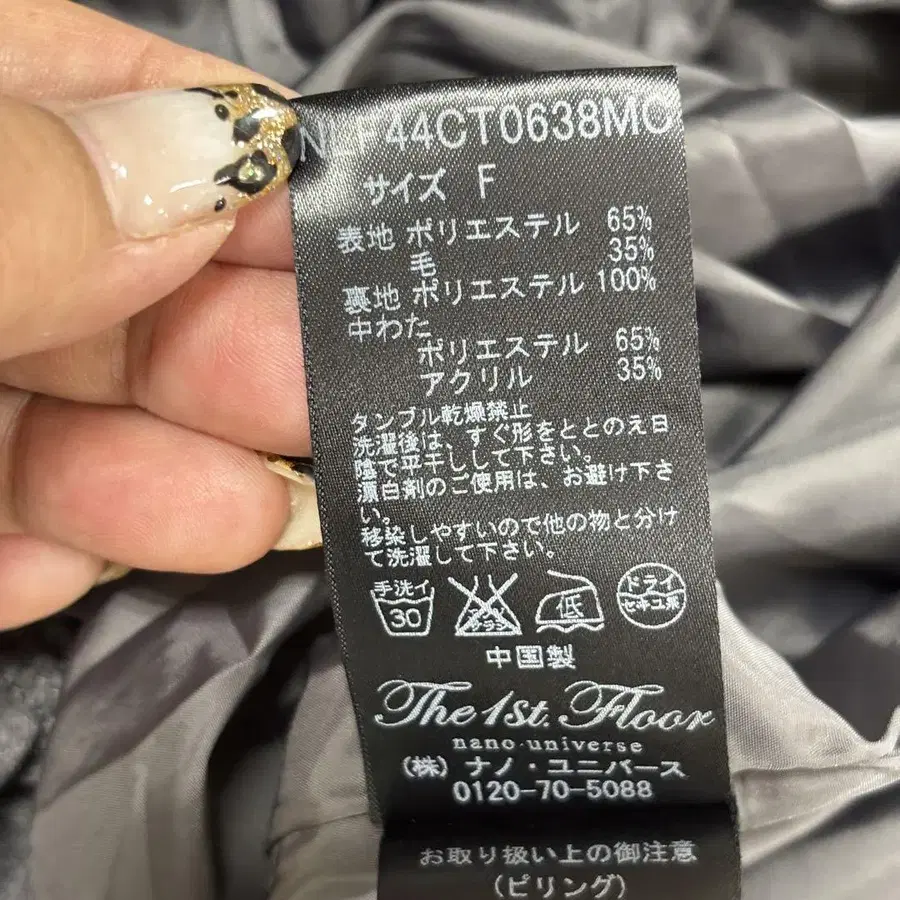 44CT0638MC
サイズ F
表地 ポリエステル 65%
毛 35%
裏地 ポリエステル 100%
中わた
ポリエステル 65%
アクリル 35%
タンブル乾燥禁止
洗濯後は、すぐ形をととのえ日
陰で平干しして下さい。
漂白剤のご使用は、お避け下さ
い。
移染しやすいので他の物と分け
て洗濯して下さい。
手洗イ 30 低 ドライ セキユ系
中国製
The 1st. Floor
nano·universe
(株) ナノ・ユニバース
0120-70-5088
お取り扱い上の御注意
(ピリング)